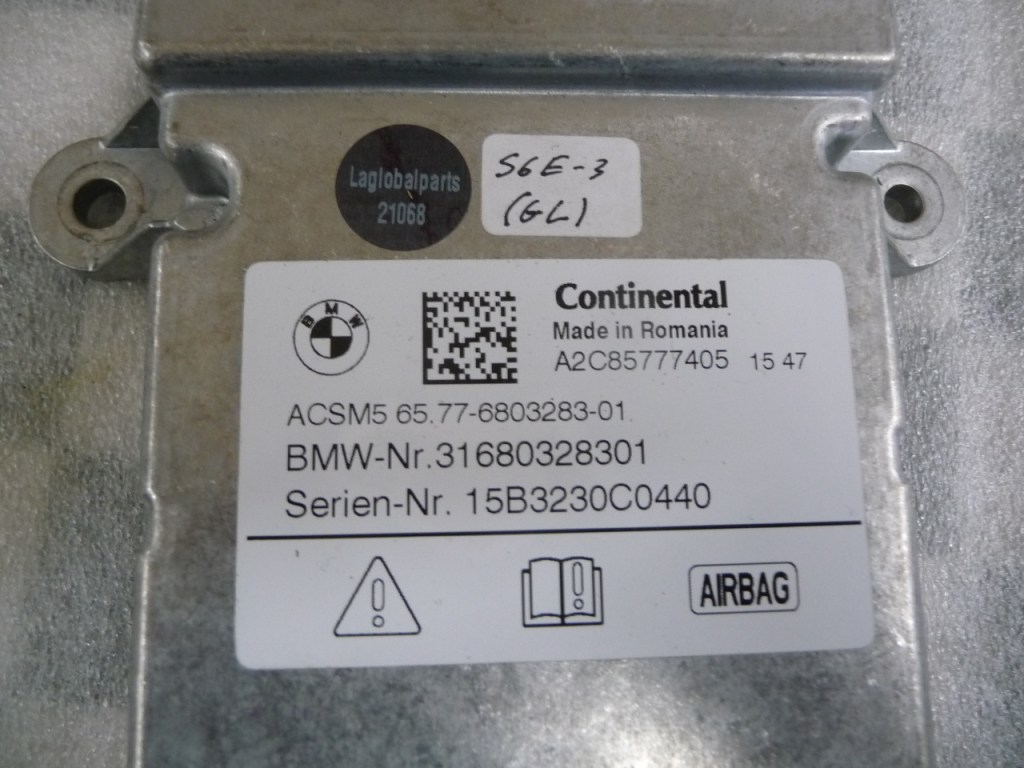 Laglobalparts
21068
S6E-3
(GL)
BMW
Continental
Made in Romania
A2C85777405 15 47
ACSM5 65.77-6803283-01
BMW-Nr.31680328301
Serien-Nr. 15B3230C0440
AIRBAG